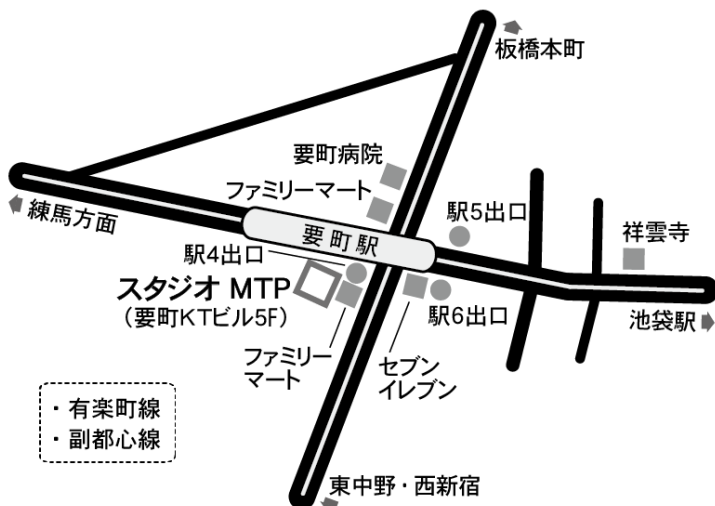 板橋本町
要町病院
ファミリーマート
練馬方面
要町駅
駅5出口
祥雲寺
駅4出口
スタジオ MTP
（要町KTビル5F）
駅6出口
池袋駅
ファミリー
マート
セブン
イレブン
・有楽町線
・副都心線
東中野・西新宿